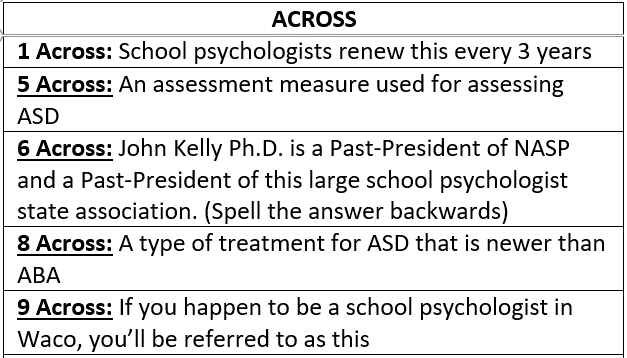 ACROSS
1 Across: School psychologists renew this every 3 years
5 Across: An assessment measure used for assessing
ASD
6 Across: John Kelly Ph.D. is a Past-President of NASP
and a Past-President of this large school psychologist
state association. (Spell the answer backwards)
8 Across: A type of treatment for ASD that is newer than
ABA
9 Across: If you happen to be a school psychologist in
Waco, you’ll be referred to as this